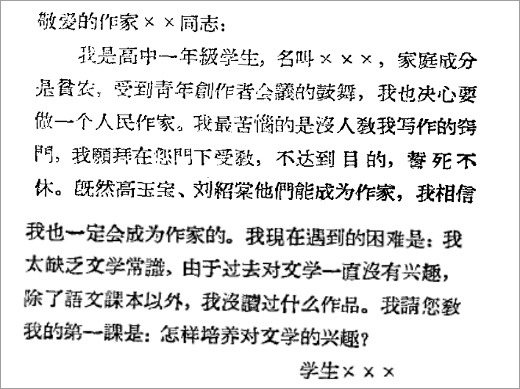 敬爱的作家××同志：
我是高中一年級学生，名叫×××，家庭成分
是貧农，受到青年創作者会議的鼓舞，我也决心要
做一个人民作家。我最苦惱的是沒人敎我写作的窍
門，我願拜在您門下受敎，不达到目的，誓死不
休。旣然高玉宝、刘紹棠他們能成为作家，我相信
我也一定会成为作家的。我現在遇到的困难是：我
太缺乏文学常識，由于过去对文学一直沒有兴趣，
除了語文課本以外，我沒讀过什么作品。我請您敎
我的第一課是：怎样培养对文学的兴趣？
学生×××